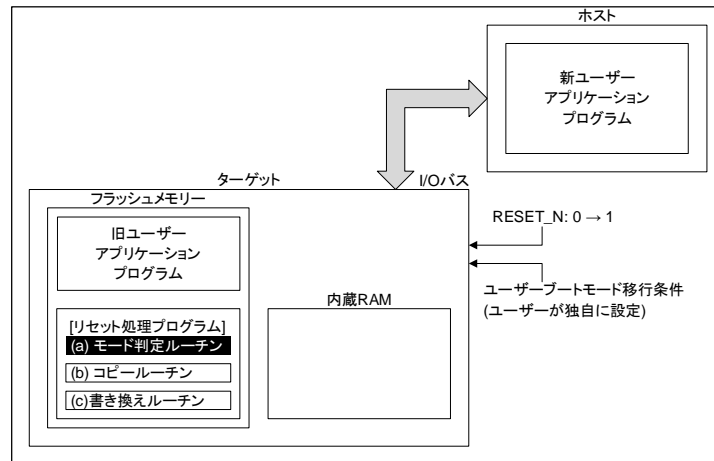 ホスト
新ユーザー
アプリケーション
プログラム
ターゲット
I/Oバス
フラッシュメモリー
旧ユーザー
アプリケーション
プログラム
RESET_N: 0 → 1
ユーザーブートモード移行条件
(ユーザーが独自に設定)
内蔵RAM
[リセット処理プログラム]
(a) モード判定ルーチン
(b) コピールーチン
(c)書き換えルーチン